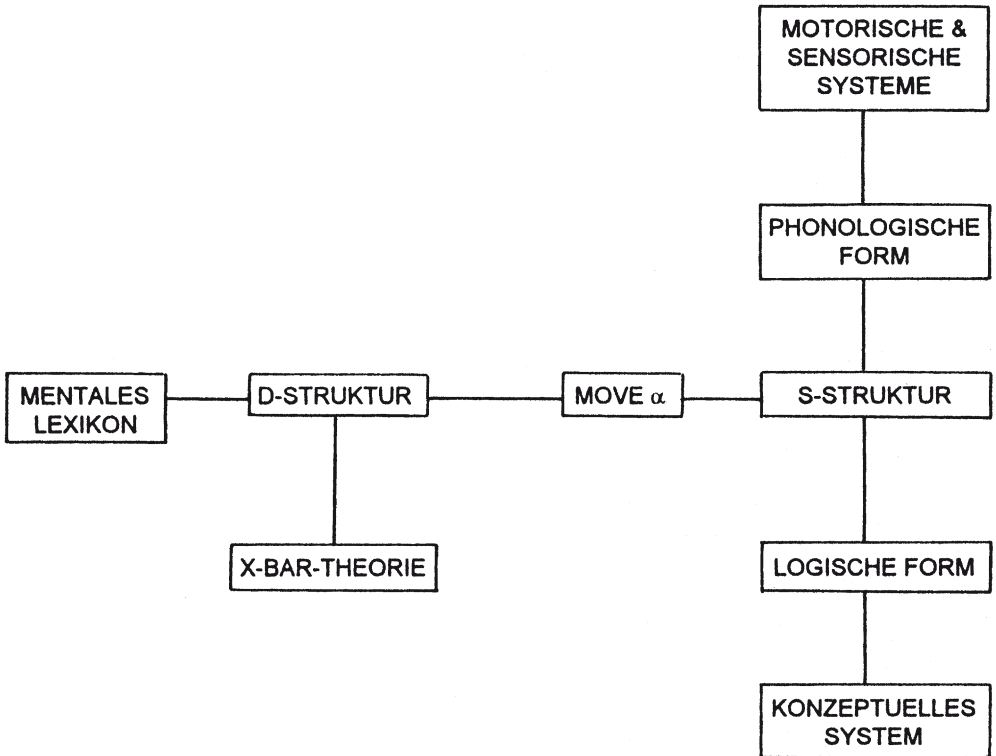 MOTORISCHE &
SENSORISCHE
SYSTEME
PHONOLOGISCHE
FORM
MENTALES
LEXIKON
D-STRUKTUR
MOVE α
S-STRUKTUR
X-BAR-THEORIE
LOGISCHE FORM
KONZEPTUELLES
SYSTEM